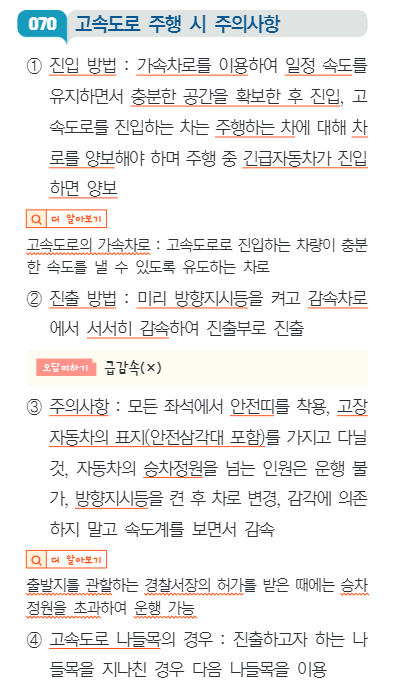 070 고속도로 주행 시 주의사항
① 진입 방법 : 가속차로를 이용하여 일정 속도를
유지하면서 충분한 공간을 확보한 후 진입, 고
속도로를 진입하는 차는 주행하는 차에 대해 차
로를 양보해야 하며 주행 중 긴급자동차가 진입
하면 양보
더 알아보기
고속도로의 가속차로 : 고속도로로 진입하는 차량이 충분
한 속도를 낼 수 있도록 유도하는 차로
② 진출 방법 : 미리 방향지시등을 켜고 감속차로
에서 서서히 감속하여 진출부로 진출
오답피하기 급감속(×)
③ 주의사항 : 모든 좌석에서 안전띠를 착용, 고장
자동차의 표지(안전삼각대 포함)를 가지고 다닐
것, 자동차의 승차정원을 넘는 인원은 운행 불
가, 방향지시등을 켠 후 차로 변경, 감각에 의존
하지 말고 속도계를 보면서 감속
더 알아보기
출발지를 관할하는 경찰서장의 허가를 받은 때에는 승차
정원을 초과하여 운행 가능
④ 고속도로 나들목의 경우 : 진출하고자 하는 나
들목을 지나친 경우 다음 나들목을 이용